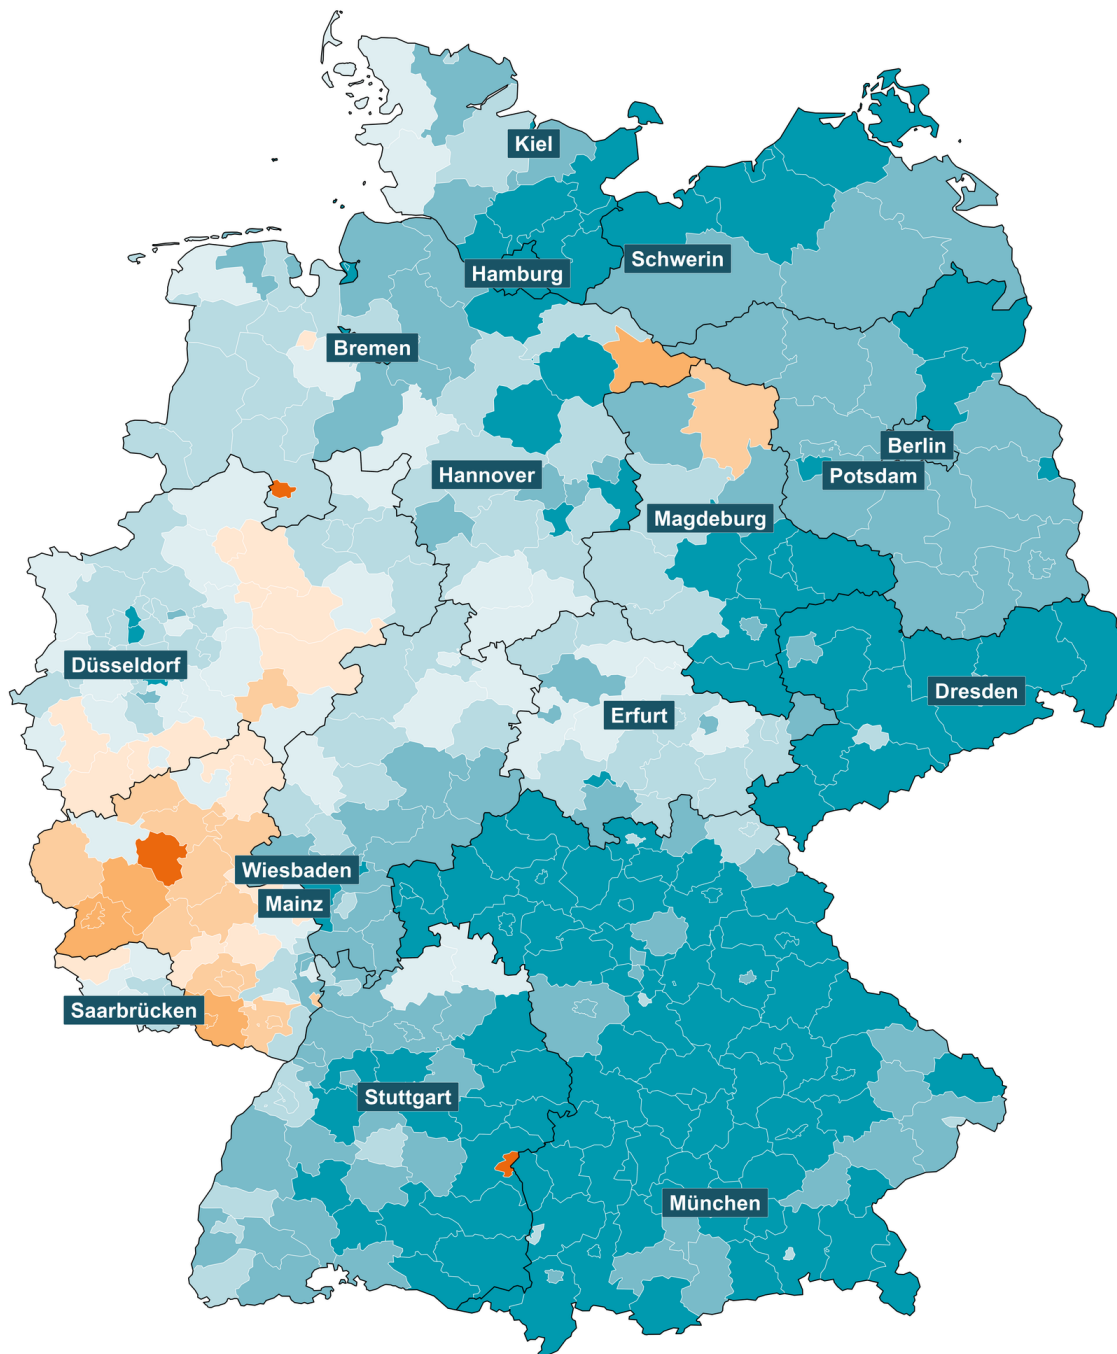 Kiel
Schwerin
Hamburg
Bremen
Berlin
Hannover
Potsdam
Magdeburg
Düsseldorf
Dresden
Erfurt
Wiesbaden
Mainz
Saarbrücken
Stuttgart
München